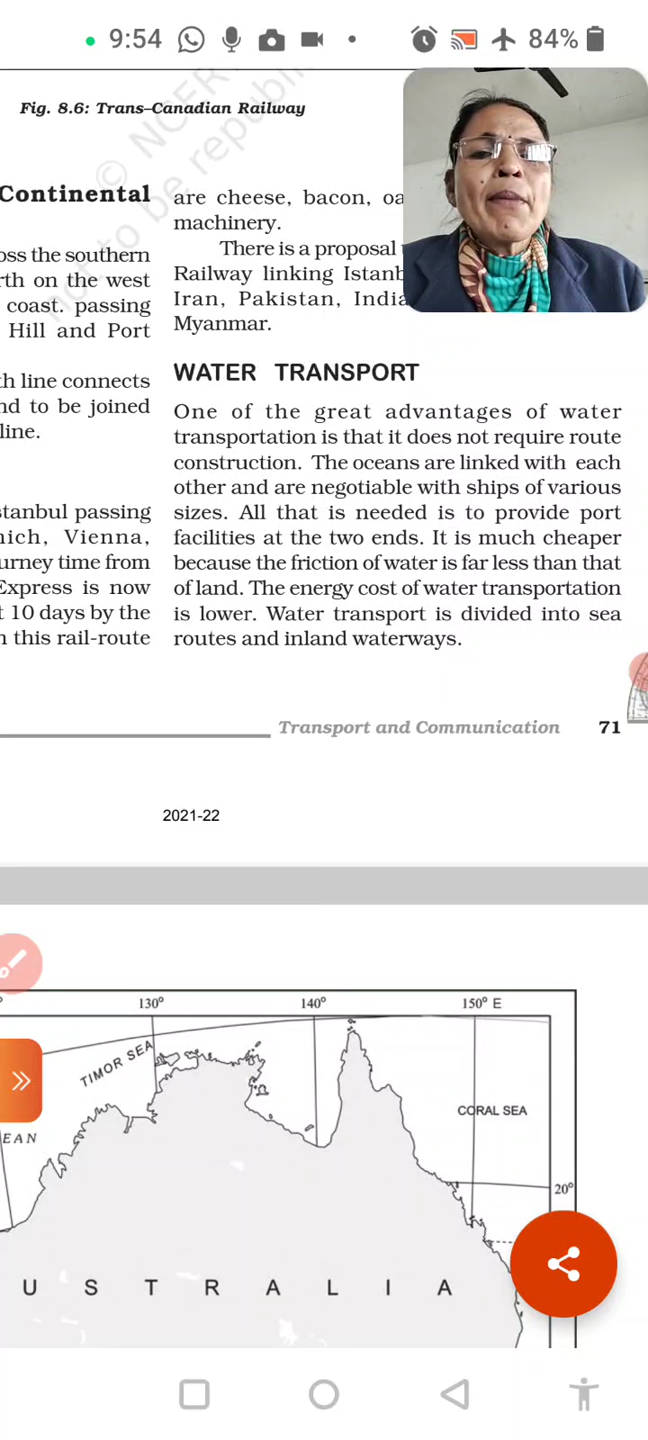 9:54
84%
Fig. 8.6: Trans–Canadian Railway
© NCER
not to be republi
Continental
oss the southern
rth on the west
coast. passing
Hill and Port
th line connects
nd to be joined
line.
stanbul passing
nich, Vienna,
urney time from
Express is now
t 10 days by the
n this rail-route
are cheese, bacon, oa
machinery.
There is a proposal
Railway linking Istanb
Iran, Pakistan, India
Myanmar.
WATER TRANSPORT
One of the great advantages of water
transportation is that it does not require route
construction. The oceans are linked with each
other and are negotiable with ships of various
sizes. All that is needed is to provide port
facilities at the two ends. It is much cheaper
because the friction of water is far less than that
of land. The energy cost of water transportation
is lower. Water transport is divided into sea
routes and inland waterways.
Transport and Communication 71
2021-22
130° 140° 150° E
TIMOR SEA
CORAL SEA
EAN
20°
U S T R A L I A